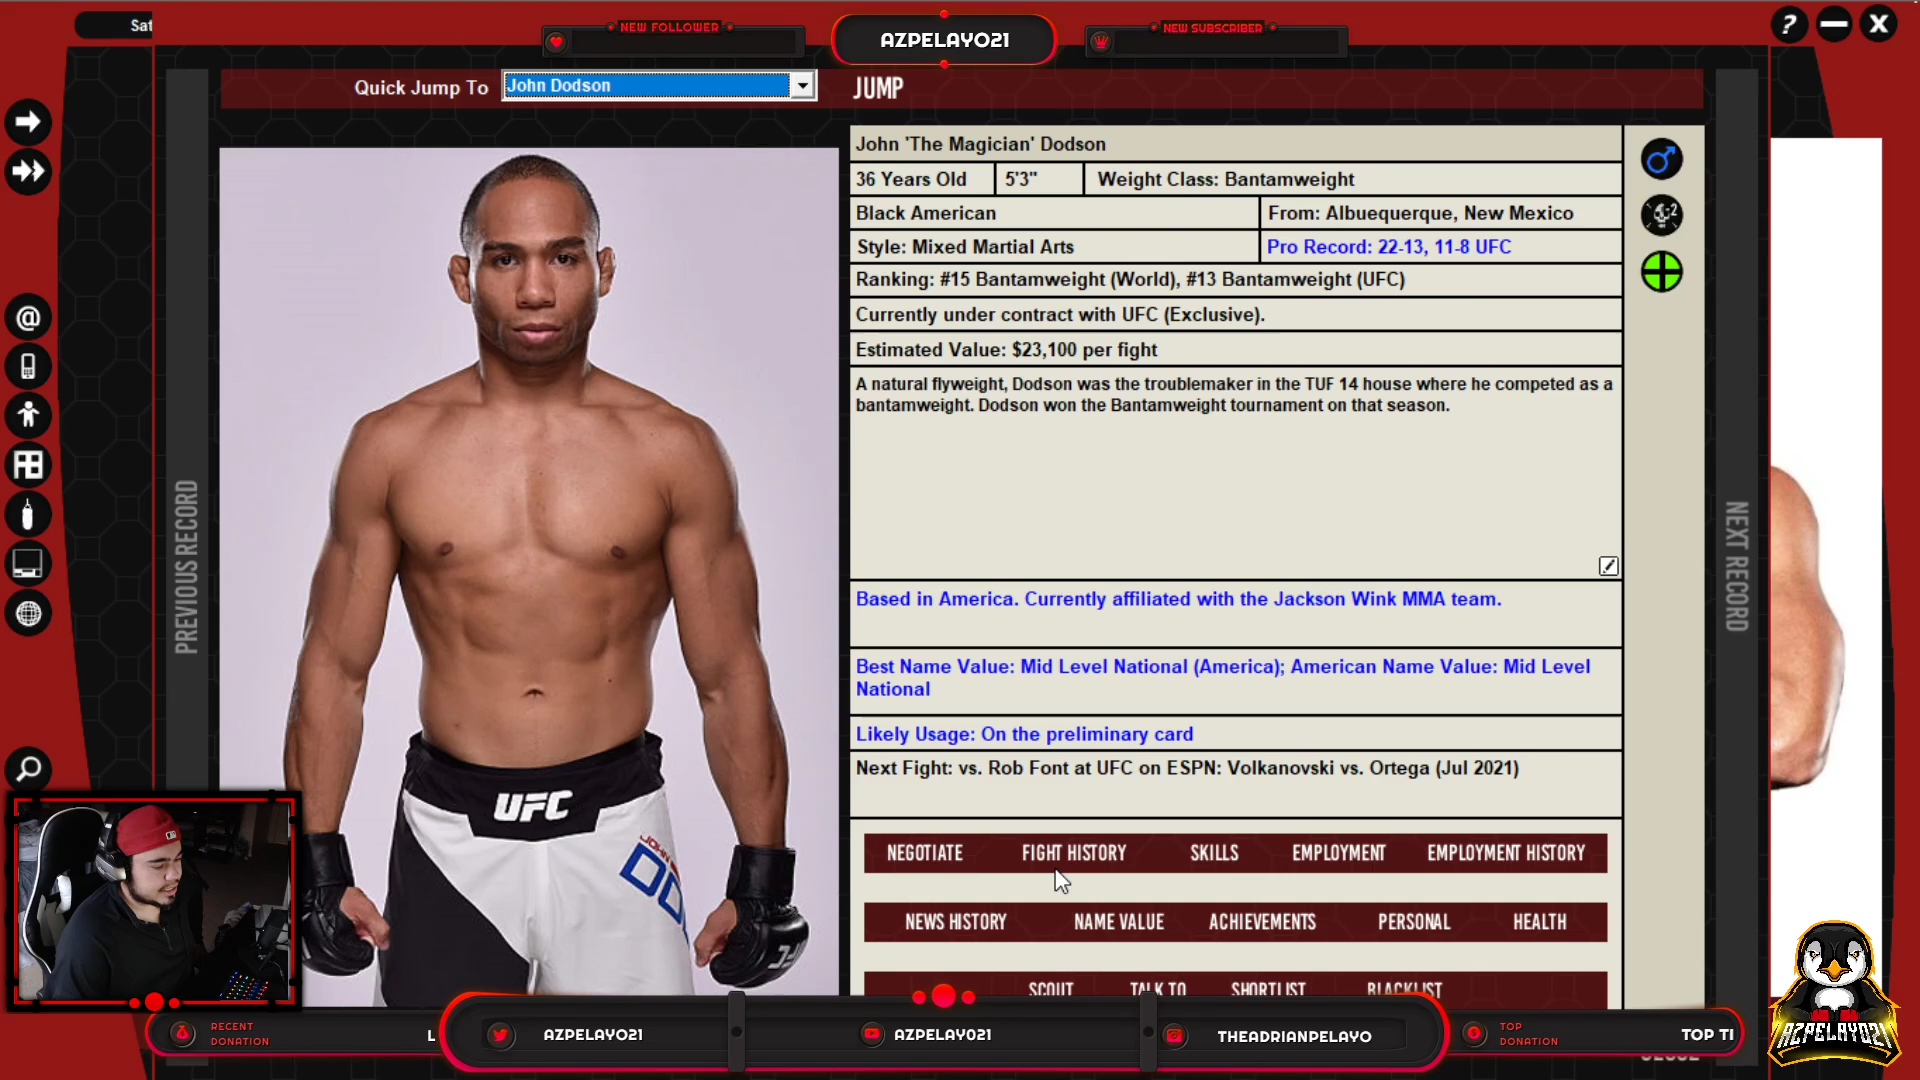 Sat
NEW FOLLOWER
AZPELAYO21
NEW SUBSCRIBER
?
X
Quick Jump To
John Dodson
JUMP
John 'The Magician' Dodson
36 Years Old
5'3"
Weight Class: Bantamweight
Black American
From: Albuequerque, New Mexico
Style: Mixed Martial Arts
Pro Record: 22-13, 11-8 UFC
Ranking: #15 Bantamweight (World), #13 Bantamweight (UFC)
Currently under contract with UFC (Exclusive).
Estimated Value: $23,100 per fight
A natural flyweight, Dodson was the troublemaker in the TUF 14 house where he competed as a
bantamweight. Dodson won the Bantamweight tournament on that season.
PREVIOUS RECORD
NEXT RECORD
Based in America. Currently affiliated with the Jackson Wink MMA team.
Best Name Value: Mid Level National (America); American Name Value: Mid Level
National
Likely Usage: On the preliminary card
Next Fight: vs. Rob Font at UFC on ESPN: Volkanovski vs. Ortega (Jul 2021)
UFC
JOHN
DO
NEGOTIATE
FIGHT HISTORY
SKILLS
EMPLOYMENT
EMPLOYMENT HISTORY
NEWS HISTORY
NAME VALUE
ACHIEVEMENTS
PERSONAL
HEALTH
SCOUT
TALK TO
SHORTLIST
BLACKLIST
RECENT
DONATION
L
AZPELAYO21
AZPELAYO21
THEADRIANPELAYO
TOP
DONATION
TOP TI
CLOSE
AZPELAYO21